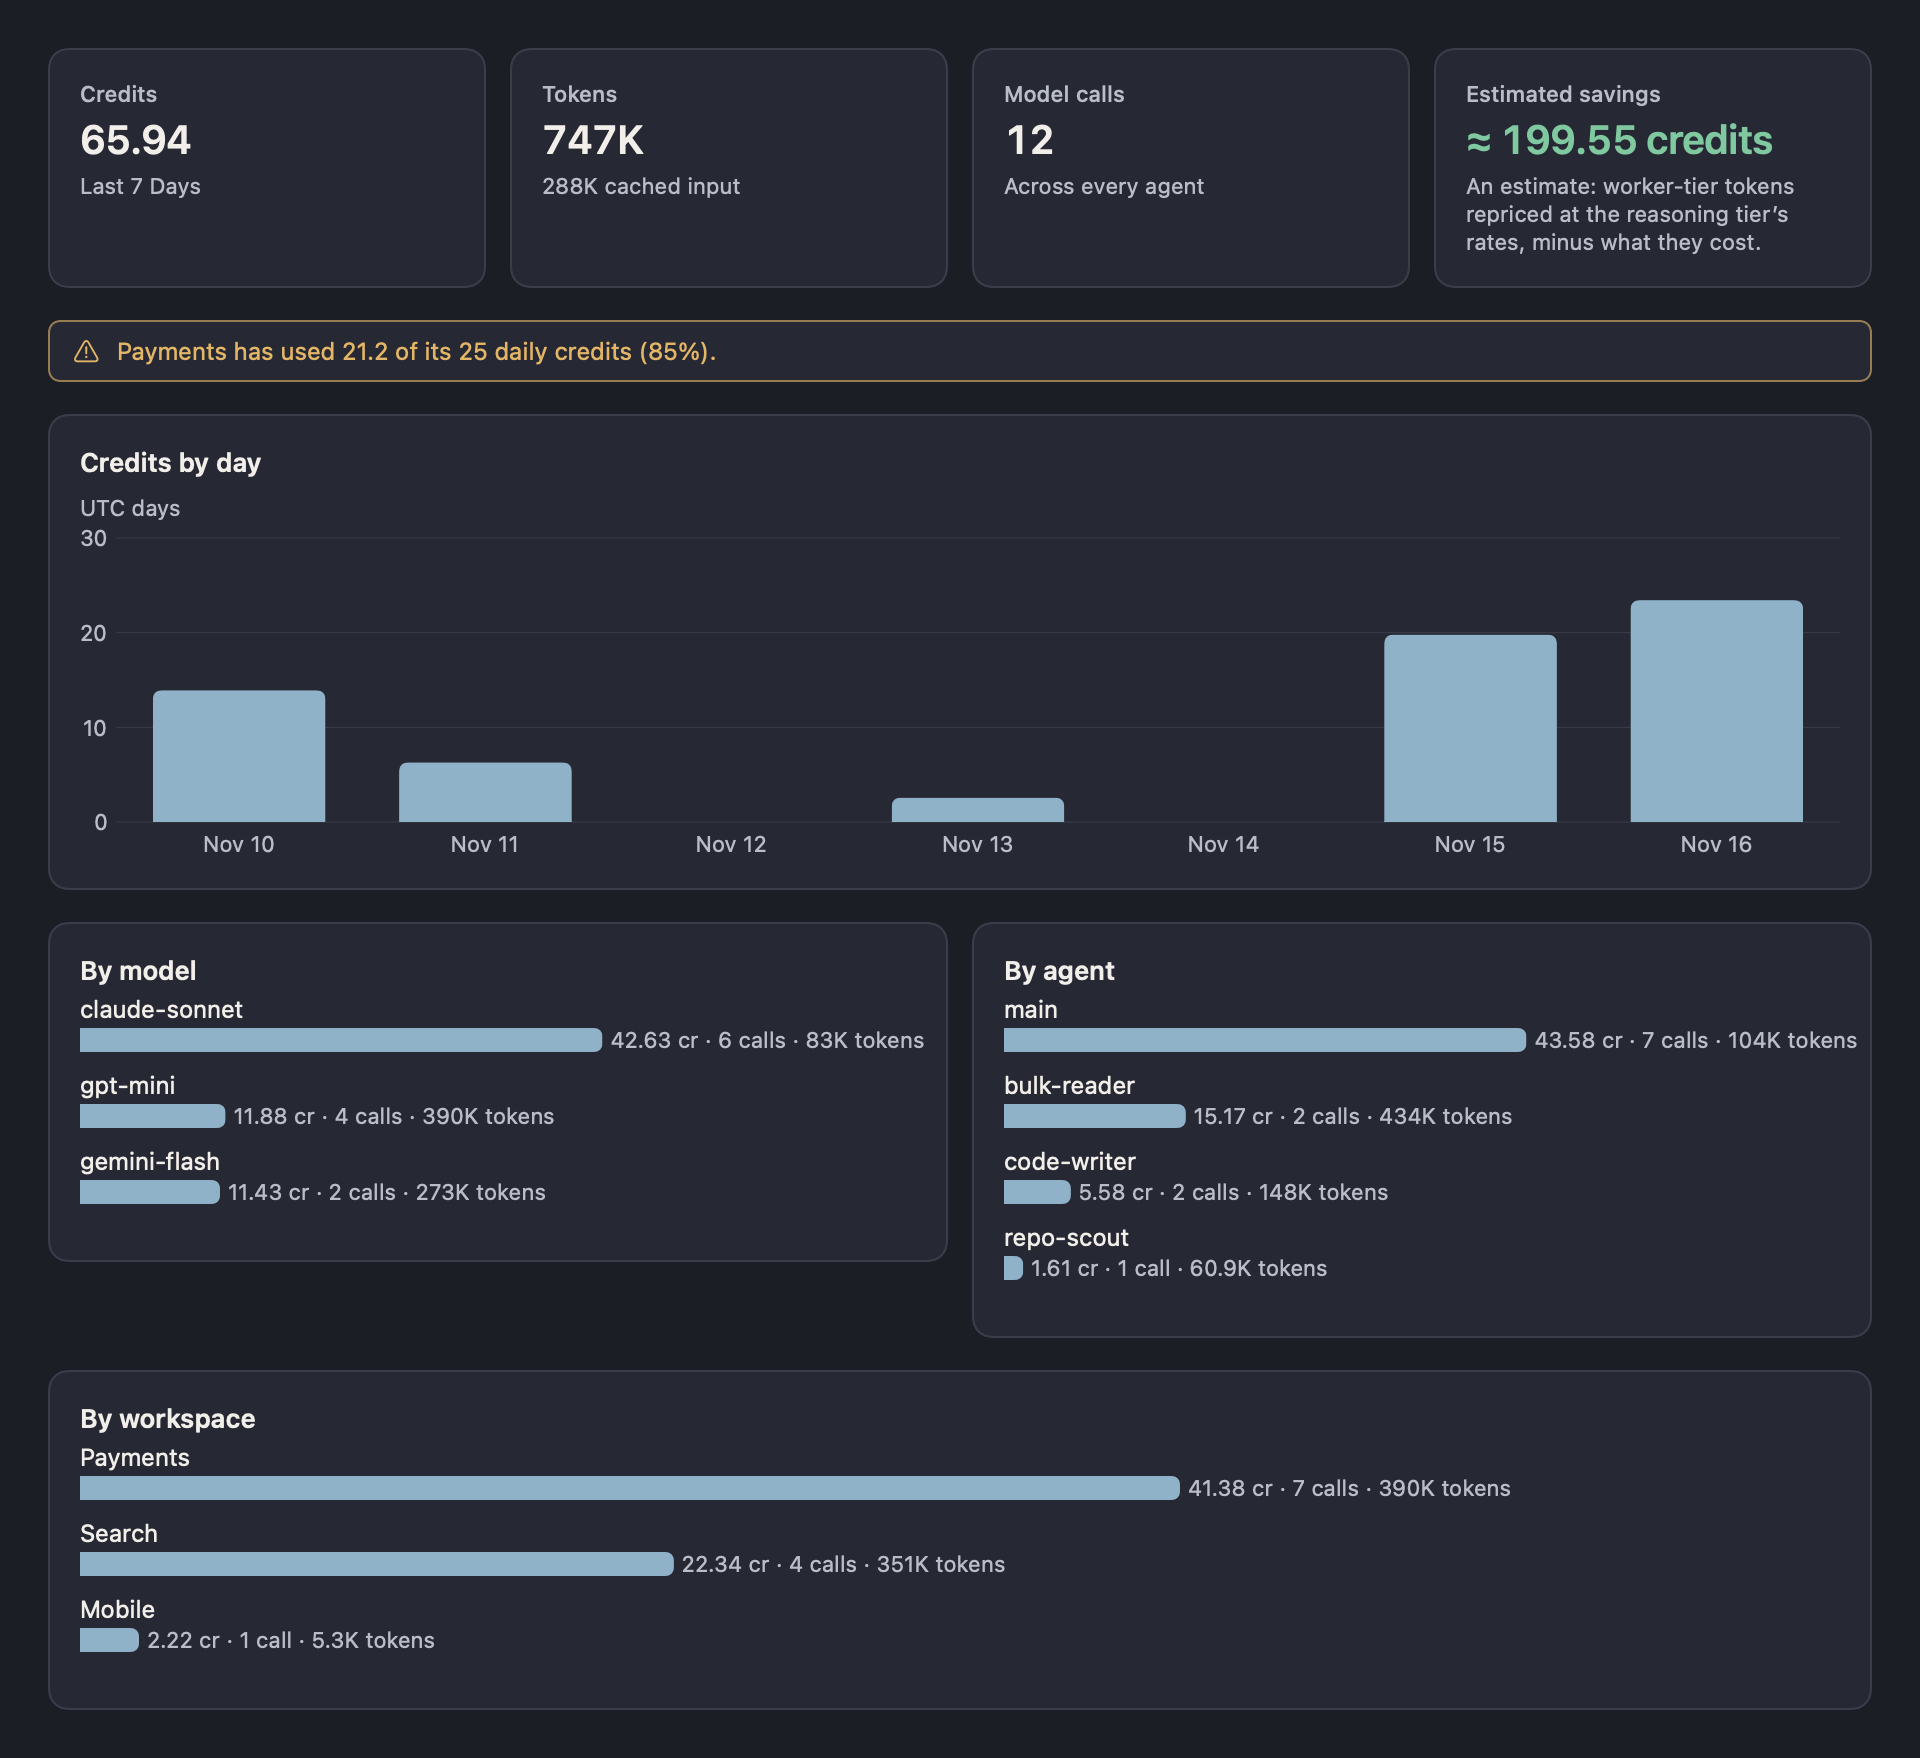 Credits
65.94
Last 7 Days
Tokens
747K
288K cached input
Model calls
12
Across every agent
Estimated savings
≈ 199.55 credits
An estimate: worker-tier tokens
repriced at the reasoning tier’s
rates, minus what they cost.
Payments has used 21.2 of its 25 daily credits (85%).
Credits by day
UTC days
30
20
10
0
Nov 10
Nov 11
Nov 12
Nov 13
Nov 14
Nov 15
Nov 16
By model
claude-sonnet
42.63 cr · 6 calls · 83K tokens
gpt-mini
11.88 cr · 4 calls · 390K tokens
gemini-flash
11.43 cr · 2 calls · 273K tokens
By agent
main
43.58 cr · 7 calls · 104K tokens
bulk-reader
15.17 cr · 2 calls · 434K tokens
code-writer
5.58 cr · 2 calls · 148K tokens
repo-scout
1.61 cr · 1 call · 60.9K tokens
By workspace
Payments
41.38 cr · 7 calls · 390K tokens
Search
22.34 cr · 4 calls · 351K tokens
Mobile
2.22 cr · 1 call · 5.3K tokens